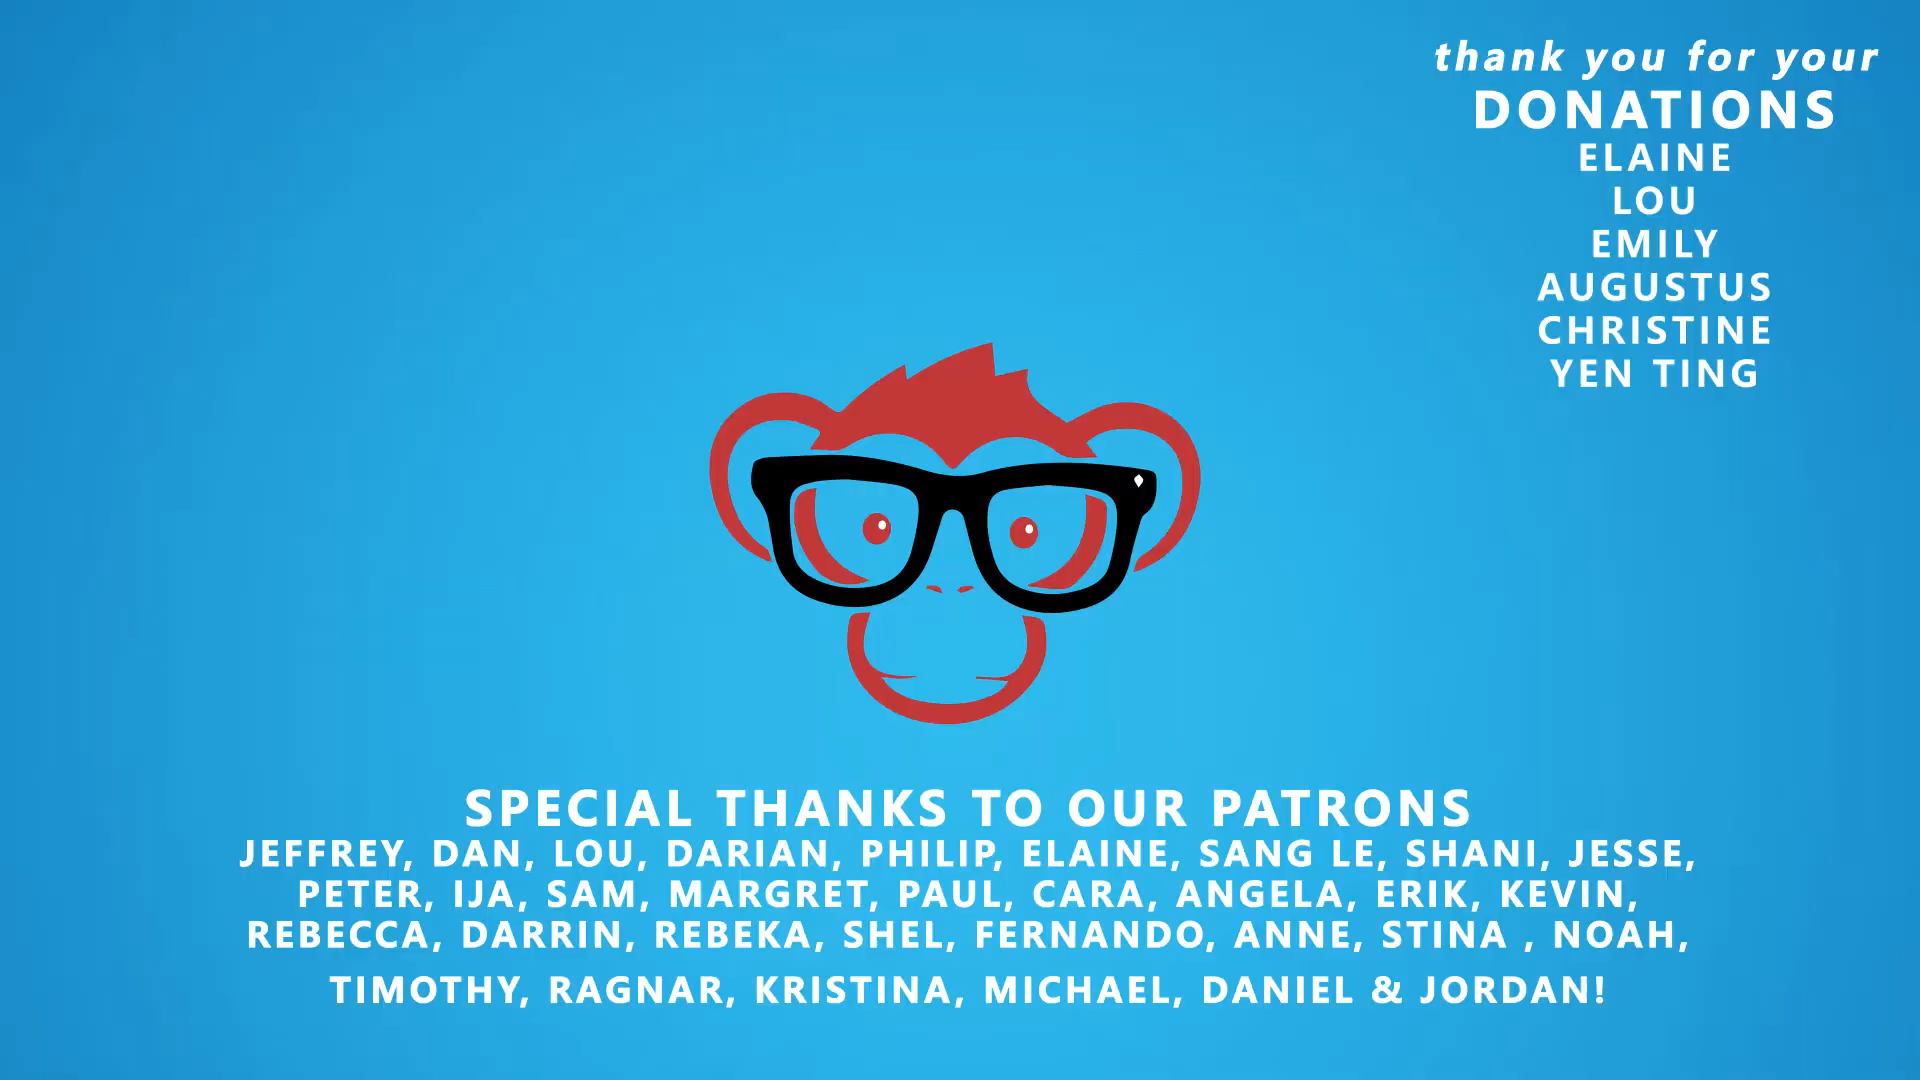 thank you for your
DONATIONS
ELAINE
LOU
EMILY
AUGUSTUS
CHRISTINE
YEN TING
SPECIAL THANKS TO OUR PATRONS
JEFFREY, DAN, LOU, DARIAN, PHILIP, ELAINE, SANG LE, SHANI, JESSE,
PETER, IJA, SAM, MARGRET, PAUL, CARA, ANGELA, ERIK, KEVIN,
REBECCA, DARRIN, REBEKA, SHEL, FERNANDO, ANNE, STINA , NOAH,
TIMOTHY, RAGNAR, KRISTINA, MICHAEL, DANIEL & JORDAN!